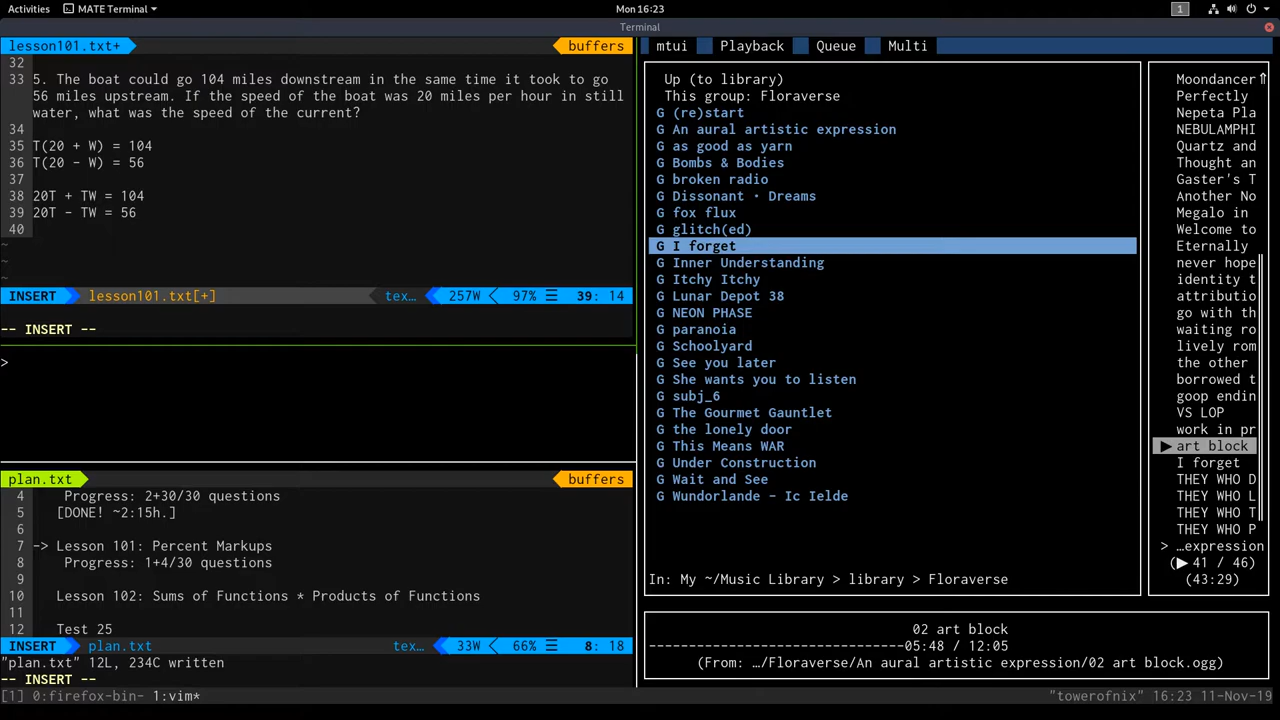 Activities MATE Terminal Mon 16:23 1
Terminal
lesson101.txt+ buffers
32
33 5. The boat could go 104 miles downstream in the same time it took to go
56 miles upstream. If the speed of the boat was 20 miles per hour in still
water, what was the speed of the current?
34
35 T(20 + W) = 104
36 T(20 - W) = 56
37
38 20T + TW = 104
39 20T - TW = 56
40
~
~
~
INSERT lesson101.txt[+] tex… 257W 97% ☰ 39: 14
-- INSERT --
>
plan.txt buffers
4 Progress: 2+30/30 questions
5 [DONE! ~2:15h.]
6
7 -> Lesson 101: Percent Markups
8 Progress: 1+4/30 questions
9
10 Lesson 102: Sums of Functions * Products of Functions
11
12 Test 25
INSERT plan.txt tex… 33W 66% ☰ 8: 18
"plan.txt" 12L, 234C written
-- INSERT --
mtui Playback Queue Multi
Up (to library)
This group: Floraverse
G (re)start
G An aural artistic expression
G as good as yarn
G Bombs & Bodies
G broken radio
G Dissonant · Dreams
G fox flux
G glitch(ed)
G I forget
G Inner Understanding
G Itchy Itchy
G Lunar Depot 38
G NEON PHASE
G paranoia
G Schoolyard
G See you later
G She wants you to listen
G subj_6
G The Gourmet Gauntlet
G the lonely door
G This Means WAR
G Under Construction
G Wait and See
G Wundorlande - Ic Ielde
In: My ~/Music Library > library > Floraverse
Moondancer⇑
Perfectly
Nepeta Pla
NEBULAMPHI
Quartz and
Thought an
Gaster's T
Another No
Megalo in
Welcome to
Eternally
never hope
identity t
attributio
go with th
waiting ro
lively rom
the other
borrowed t
goop endin
VS LOP
work in pr
▶ art block
I forget
THEY WHO D
THEY WHO L
THEY WHO T
THEY WHO P
> …expression
(▶ 41 / 46)
(43:29)
02 art block
--------------------------------05:48 / 12:05
(From: …/Floraverse/An aural artistic expression/02 art block.ogg)
[1] 0:firefox-bin- 1:vim* "towerofnix" 16:23 11-Nov-19